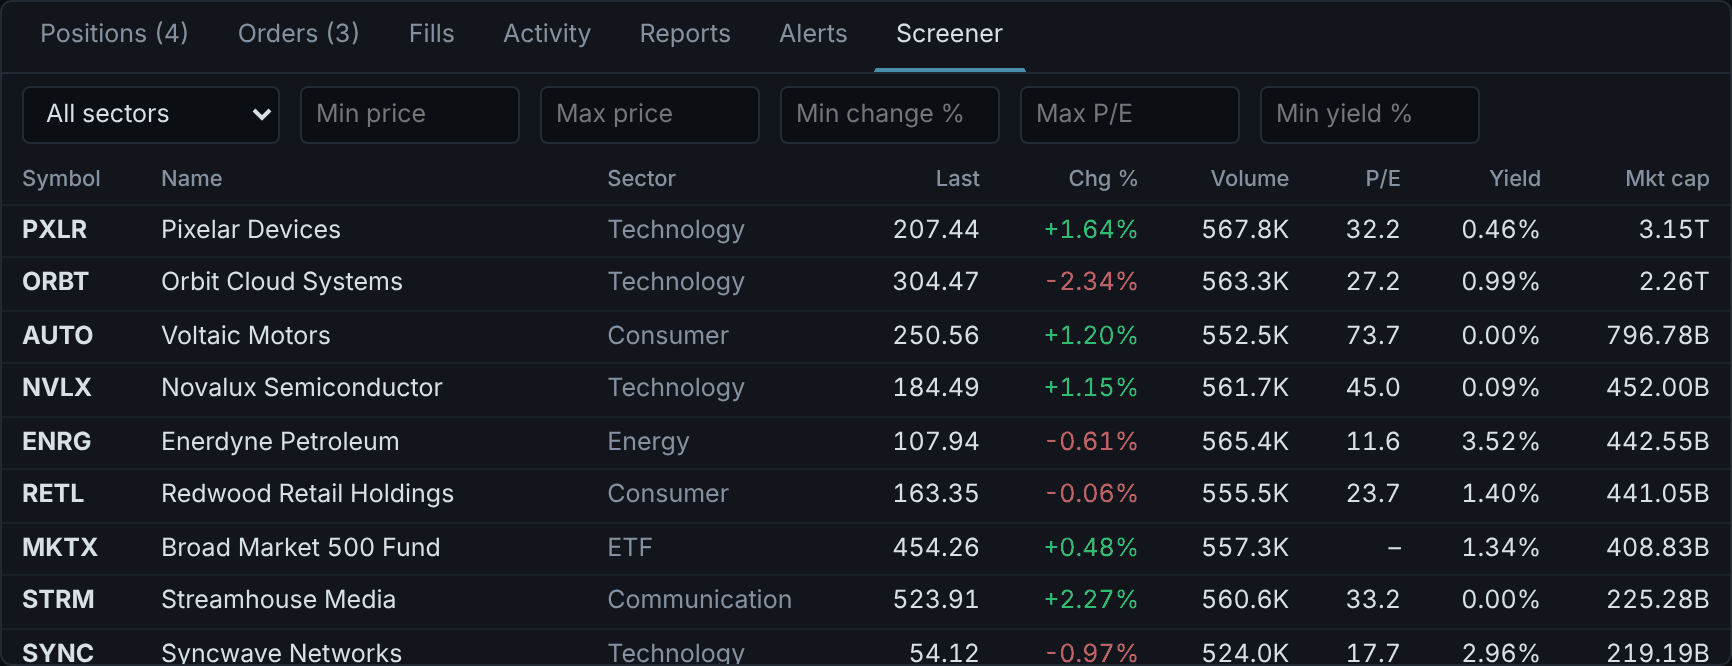 Positions (4) Orders (3) Fills Activity Reports Alerts Screener
All sectors Min price Max price Min change % Max P/E Min yield %
Symbol Name Sector Last Chg % Volume P/E Yield Mkt cap
PXLR Pixelar Devices Technology 207.44 +1.64% 567.8K 32.2 0.46% 3.15T
ORBT Orbit Cloud Systems Technology 304.47 -2.34% 563.3K 27.2 0.99% 2.26T
AUTO Voltaic Motors Consumer 250.56 +1.20% 552.5K 73.7 0.00% 796.78B
NVLX Novalux Semiconductor Technology 184.49 +1.15% 561.7K 45.0 0.09% 452.00B
ENRG Enerdyne Petroleum Energy 107.94 -0.61% 565.4K 11.6 3.52% 442.55B
RETL Redwood Retail Holdings Consumer 163.35 -0.06% 555.5K 23.7 1.40% 441.05B
MKTX Broad Market 500 Fund ETF 454.26 +0.48% 557.3K – 1.34% 408.83B
STRM Streamhouse Media Communication 523.91 +2.27% 560.6K 33.2 0.00% 225.28B
SYNC Syncwave Networks Technology 54.12 -0.97% 524.0K 17.7 2.96% 219.19B